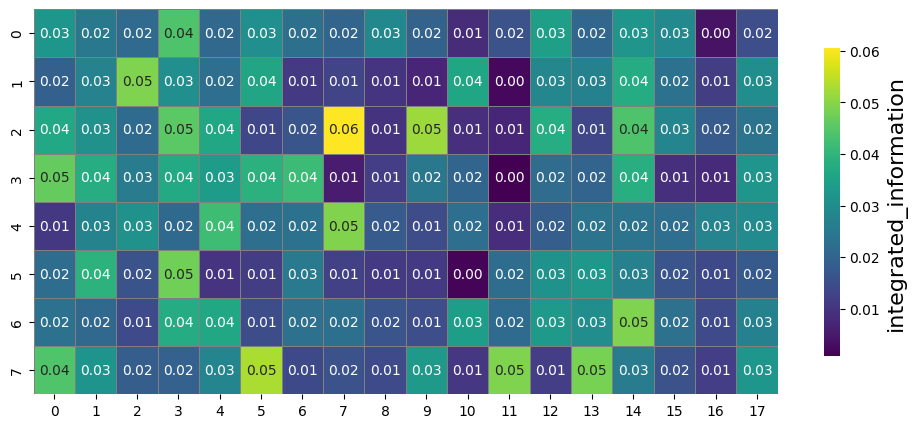 0 0.03 0.02 0.02 0.04 0.02 0.03 0.02 0.02 0.03 0.02 0.01 0.02 0.03 0.02 0.03 0.03 0.00 0.02
1 0.02 0.03 0.05 0.03 0.02 0.04 0.01 0.01 0.01 0.01 0.04 0.00 0.03 0.03 0.04 0.02 0.01 0.03
2 0.04 0.03 0.02 0.05 0.04 0.01 0.02 0.06 0.01 0.05 0.01 0.01 0.04 0.01 0.04 0.03 0.02 0.02
3 0.05 0.04 0.03 0.04 0.03 0.04 0.04 0.01 0.01 0.02 0.02 0.00 0.02 0.02 0.04 0.01 0.01 0.03
4 0.01 0.03 0.03 0.02 0.04 0.02 0.02 0.05 0.02 0.01 0.02 0.01 0.02 0.02 0.02 0.02 0.03 0.03
5 0.02 0.04 0.02 0.05 0.01 0.01 0.03 0.01 0.01 0.01 0.00 0.02 0.03 0.03 0.03 0.02 0.01 0.02
6 0.02 0.02 0.01 0.04 0.04 0.01 0.02 0.02 0.02 0.01 0.03 0.02 0.03 0.03 0.05 0.02 0.01 0.03
7 0.04 0.03 0.02 0.02 0.03 0.05 0.01 0.02 0.01 0.03 0.01 0.05 0.01 0.05 0.03 0.02 0.01 0.03
0 1 2 3 4 5 6 7 8 9 10 11 12 13 14 15 16 17
0.06
0.05
0.04
0.03
0.02
0.01
integrated_information